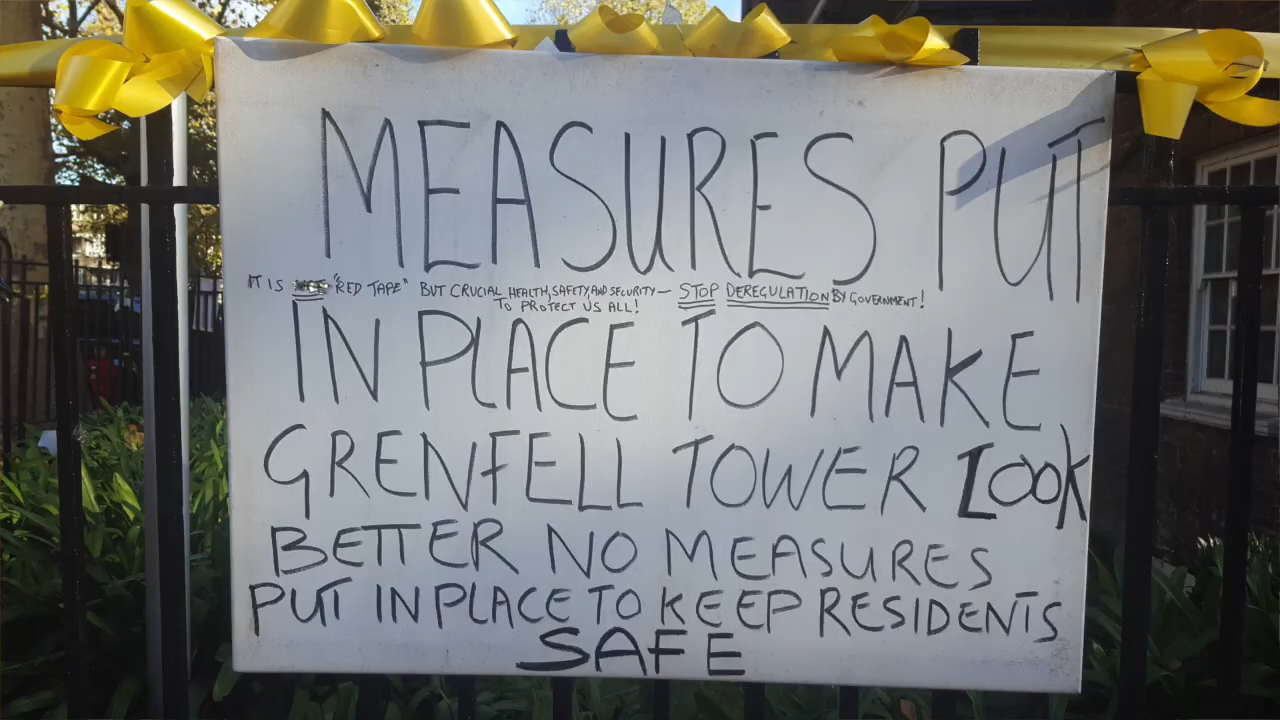 MEASURES PUT
IT IS "RED TAPE" BUT CRUCIAL HEALTH, SAFETY AND SECURITY — STOP DEREGULATION BY GOVERNMENT!
TO PROTECT US ALL!
IN PLACE TO MAKE
GRENFELL TOWER LOOK
BETTER NO MEASURES
PUT IN PLACE TO KEEP RESIDENTS
SAFE